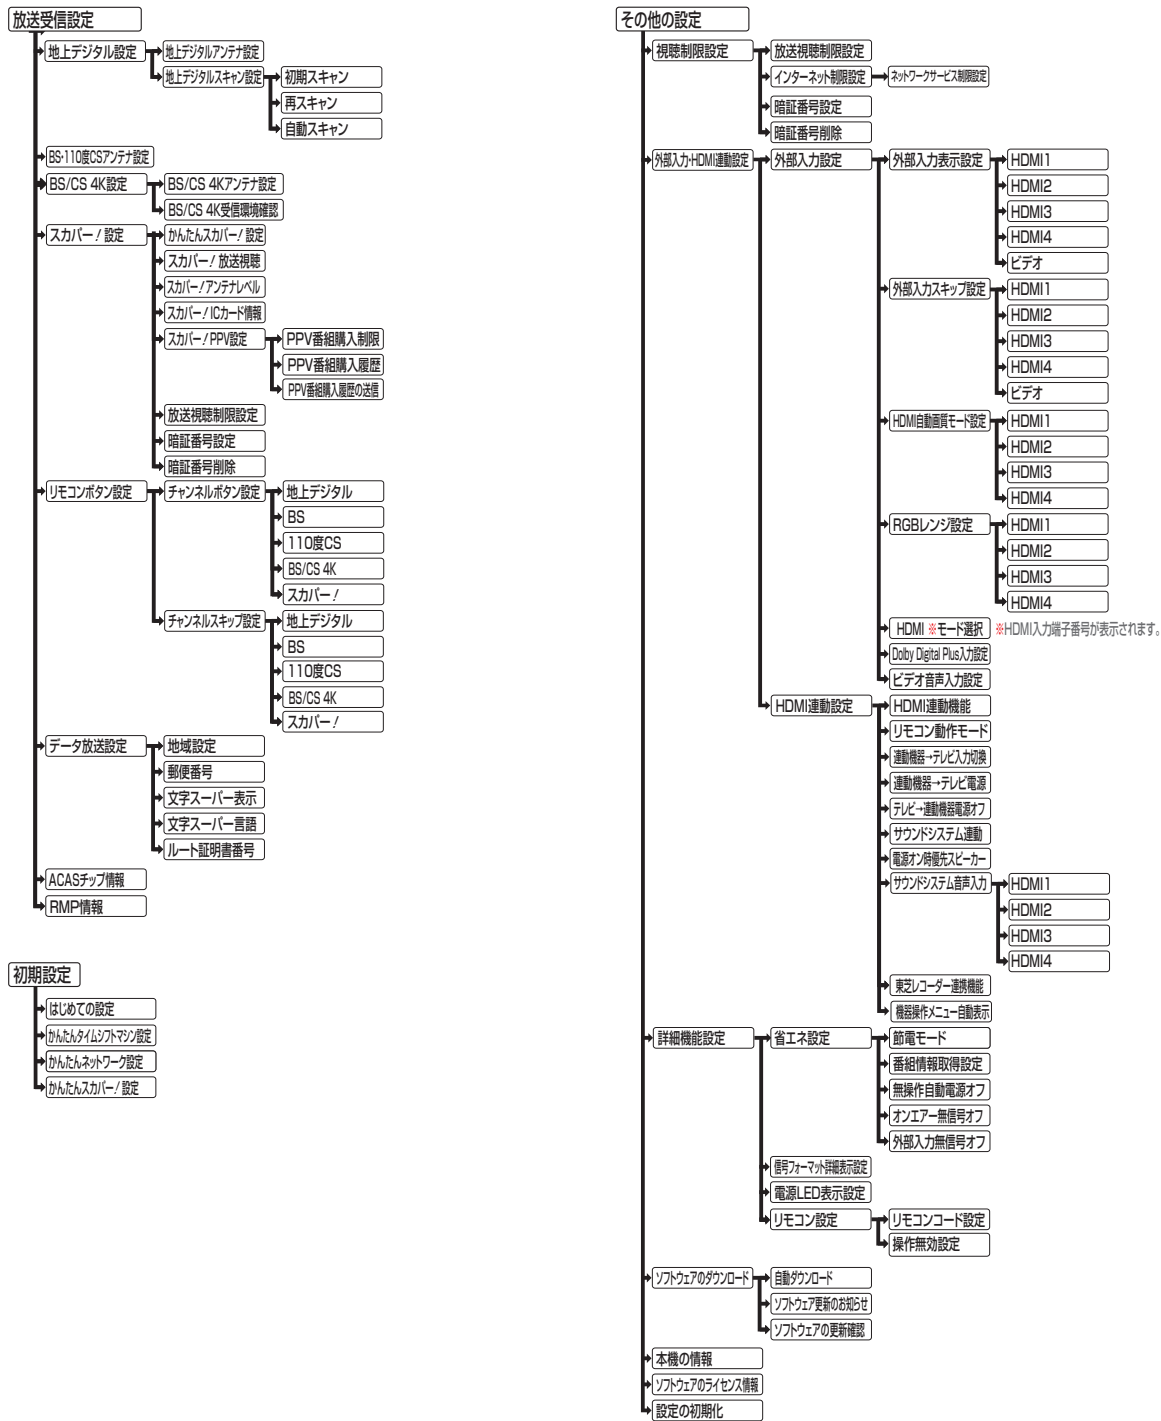 放送受信設定
地上デジタル設定
地上デジタルアンテナ設定
地上デジタルスキャン設定
初期スキャン
再スキャン
自動スキャン
BS・110度CSアンテナ設定
BS/CS 4K設定
BS/CS 4Kアンテナ設定
BS/CS 4K受信環境確認
スカパー！設定
かんたんスカパー！設定
スカパー！放送視聴
スカパー！アンテナレベル
スカパー！ICカード情報
スカパー！PPV設定
PPV番組購入制限
PPV番組購入履歴
PPV番組購入履歴の送信
放送視聴制限設定
暗証番号設定
暗証番号削除
リモコンボタン設定
チャンネルボタン設定
地上デジタル
BS
110度CS
BS/CS 4K
スカパー！
チャンネルスキップ設定
地上デジタル
BS
110度CS
BS/CS 4K
スカパー！
データ放送設定
地域設定
郵便番号
文字スーパー表示
文字スーパー言語
ルート証明書番号
ACASチップ情報
RMP情報
初期設定
はじめての設定
かんたんタイムシフトマシン設定
かんたんネットワーク設定
かんたんスカパー！設定
その他の設定
視聴制限設定
放送視聴制限設定
インターネット制限設定
ネットワークサービス制限設定
暗証番号設定
暗証番号削除
外部入力・HDMI連動設定
外部入力設定
外部入力表示設定
HDMI1
HDMI2
HDMI3
HDMI4
ビデオ
外部入力スキップ設定
HDMI1
HDMI2
HDMI3
HDMI4
ビデオ
HDMI自動画質モード設定
HDMI1
HDMI2
HDMI3
HDMI4
RGBレンジ設定
HDMI1
HDMI2
HDMI3
HDMI4
HDMI ※モード選択 ※HDMI入力端子番号が表示されます。
Dolby Digital Plus入力設定
ビデオ音声入力設定
HDMI連動設定
HDMI連動機能
リモコン動作モード
連動機器→テレビ入力切換
連動機器→テレビ電源
テレビ→連動機器電源オフ
サウンドシステム連動
電源オン時優先スピーカー
サウンドシステム音声入力
HDMI1
HDMI2
HDMI3
HDMI4
東芝レコーダー連携機能
機器操作メニュー自動表示
詳細機能設定
省エネ設定
節電モード
番組情報取得設定
無操作自動電源オフ
オンエアー無信号オフ
外部入力無信号オフ
信号フォーマット詳細表示設定
電源LED表示設定
リモコン設定
リモコンコード設定
操作無効設定
ソフトウェアのダウンロード
自動ダウンロード
ソフトウェア更新のお知らせ
ソフトウェアの更新確認
本機の情報
ソフトウェアのライセンス情報
設定の初期化